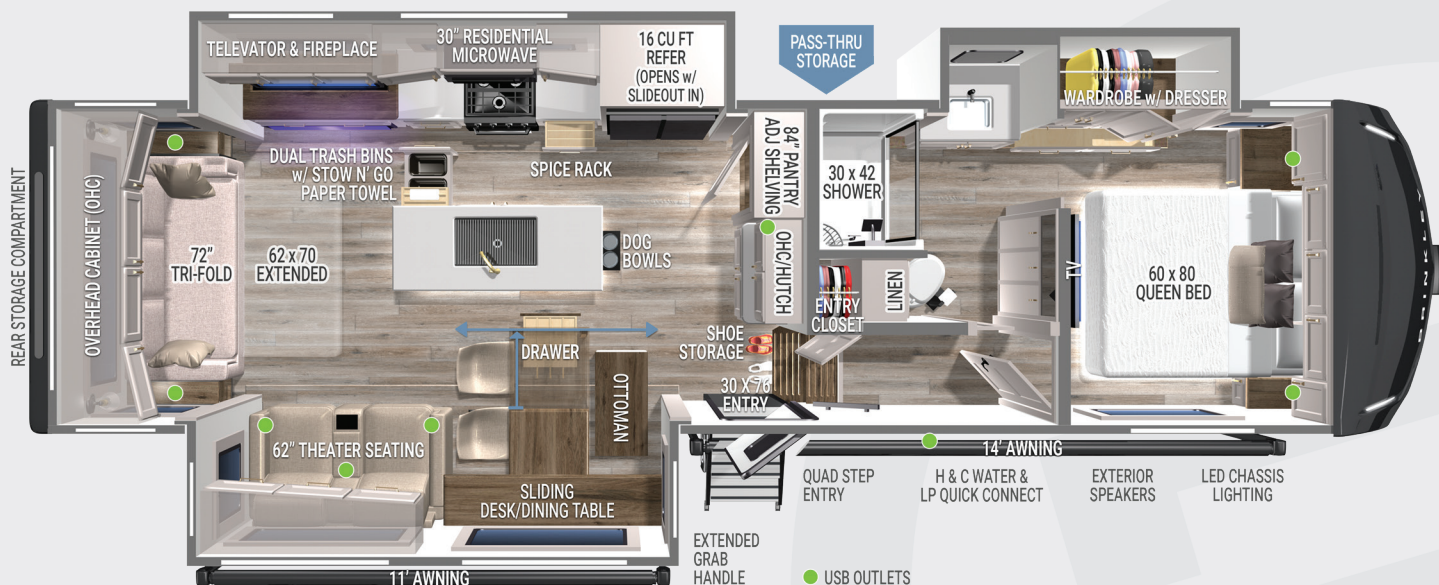 TELEVATOR & FIREPLACE
30" RESIDENTIAL
MICROWAVE
16 CU FT
REFER
(OPENS w/
SLIDEOUT IN)
PASS-THRU
STORAGE
WARDROBE w/ DRESSER
REAR STORAGE COMPARTMENT
OVERHEAD CABINET (OHC)
DUAL TRASH BINS
w/ STOW N' GO
PAPER TOWEL
SPICE RACK
84" PANTRY
ADJ SHELVING
30 x 42
SHOWER
72"
TRI-FOLD
62 x 70
EXTENDED
DOG
BOWLS
OHC/HUTCH
ENTRY
CLOSET
LINEN
TV
60 x 80
QUEEN BED
BRINKLEY
DRAWER
SHOE
STORAGE
OTTOMAN
30 X 76
ENTRY
62" THEATER SEATING
SLIDING
DESK/DINING TABLE
14' AWNING
QUAD STEP
ENTRY
H & C WATER &
LP QUICK CONNECT
EXTERIOR
SPEAKERS
LED CHASSIS
LIGHTING
EXTENDED
GRAB
HANDLE
11' AWNING
USB OUTLETS